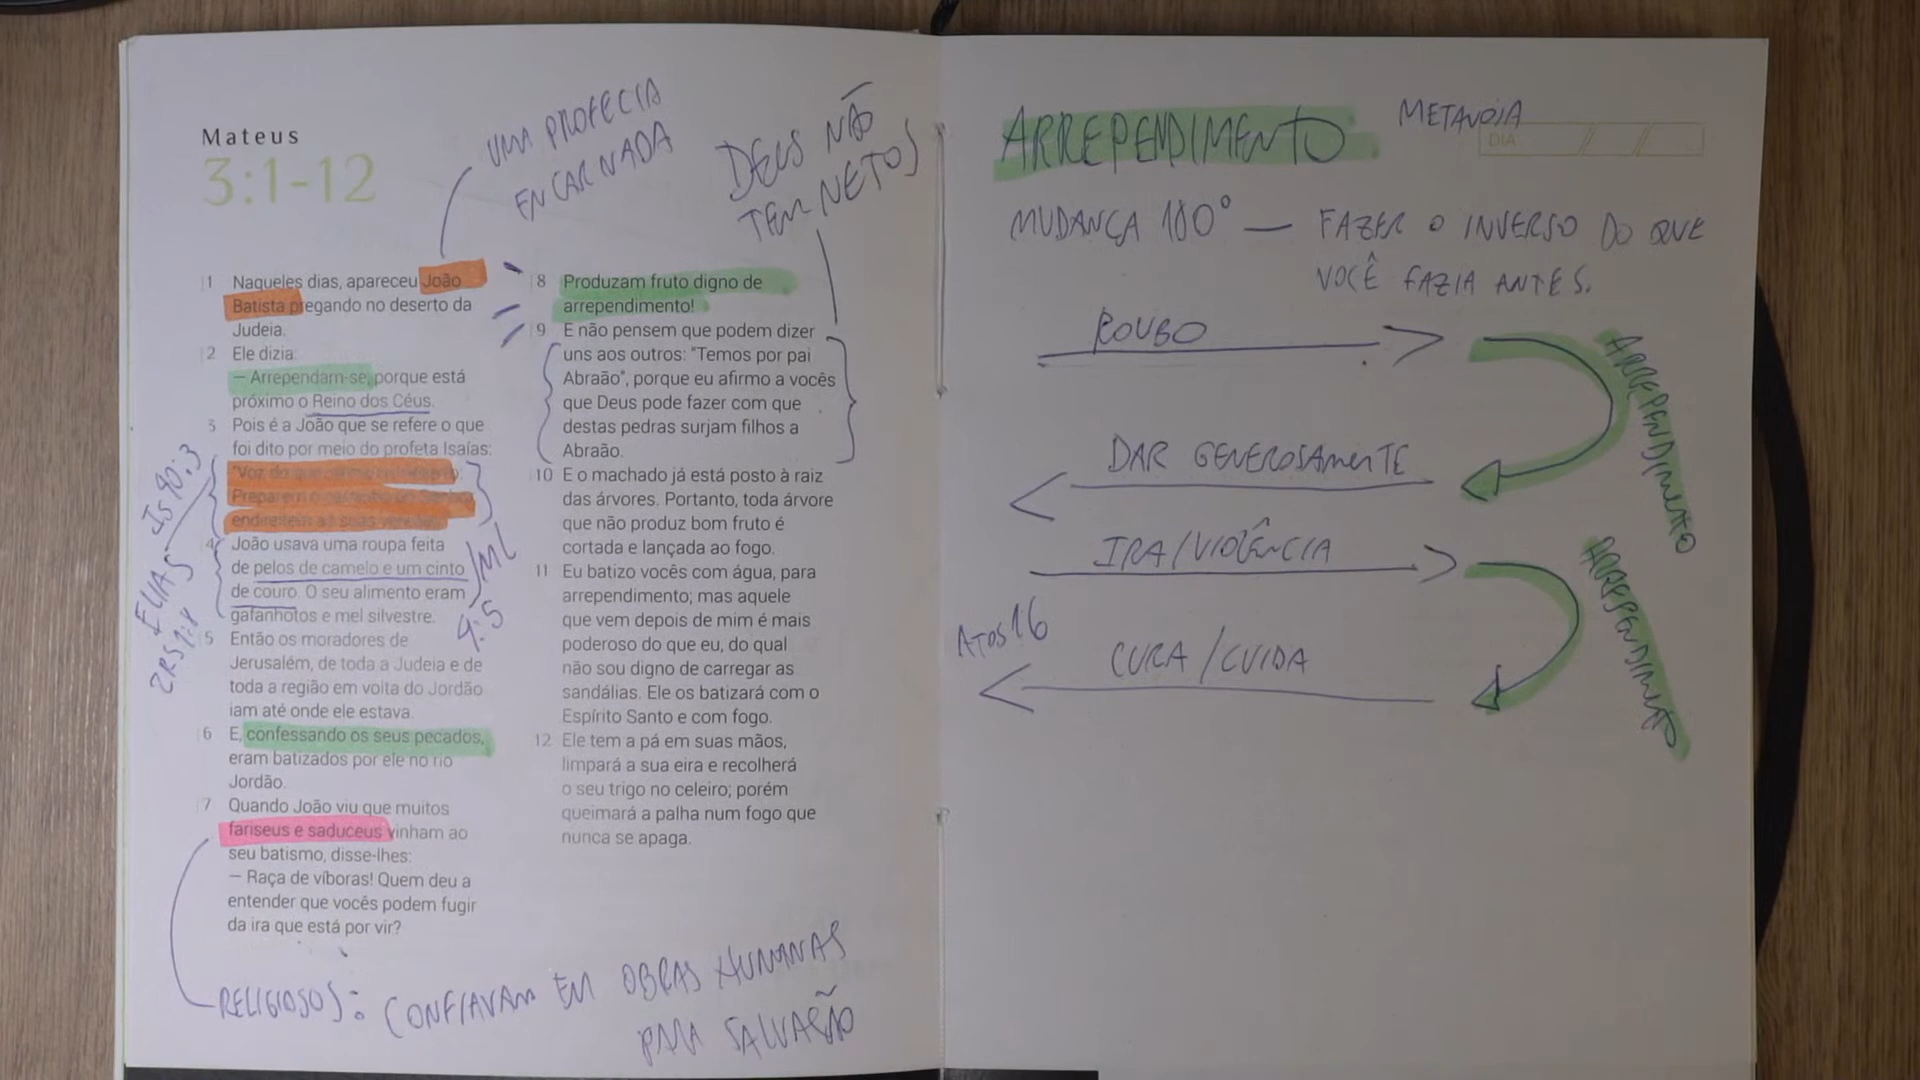 Mateus
3:1-12
UMA PROFECIA
ENCARNADA
DEUS NÃO
TEM NETOS
1 Naqueles dias, apareceu João
Batista pregando no deserto da
Judeia.
2 Ele dizia:
— Arrependam-se, porque está
próximo o Reino dos Céus.
3 Pois é a João que se refere o que
foi dito por meio do profeta Isaías:
"Voz do que
Preparem o caminho do Senhor,
endireitem as suas veredas
4 João usava uma roupa feita
de pelos de camelo e um cinto
de couro. O seu alimento eram
gafanhotos e mel silvestre.
5 Então os moradores de
Jerusalém, de toda a Judeia e de
toda a região em volta do Jordão
iam até onde ele estava.
6 E, confessando os seus pecados,
eram batizados por ele no rio
Jordão.
7 Quando João viu que muitos
fariseus e saduceus vinham ao
seu batismo, disse-lhes:
— Raça de víboras! Quem deu a
entender que vocês podem fugir
da ira que está por vir?
Is 40:3
ELIAS
2RS 1:8
ML
4:5
8 Produzam fruto digno de
arrependimento!
9 E não pensem que podem dizer
uns aos outros: "Temos por pai
Abraão", porque eu afirmo a vocês
que Deus pode fazer com que
destas pedras surjam filhos a
Abraão.
10 E o machado já está posto à raiz
das árvores. Portanto, toda árvore
que não produz bom fruto é
cortada e lançada ao fogo.
11 Eu batizo vocês com água, para
arrependimento; mas aquele
que vem depois de mim é mais
poderoso do que eu, do qual
não sou digno de carregar as
sandálias. Ele os batizará com o
Espírito Santo e com fogo.
12 Ele tem a pá em suas mãos,
limpará a sua eira e recolherá
o seu trigo no celeiro; porém
queimará a palha num fogo que
nunca se apaga.
RELIGIOSOS: CONFIAVAM EM OBRAS HUMANAS
PARA SALVAÇÃO
ARREPENDIMENTO
METANOIA
DIA / /
MUDANÇA 180° — FAZER O INVERSO DO QUE
VOCÊ FAZIA ANTES.
ROUBO
ARREPENDIMENTO
DAR GENEROSAMENTE
IRA/VIOLÊNCIA
ARREPENDIMENTO
ATOS 16
CURA/CUIDA